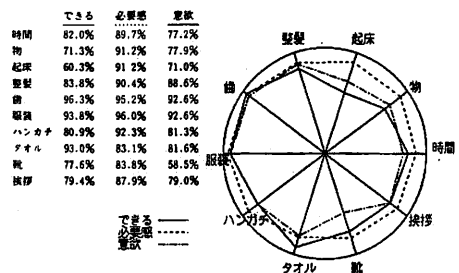 できる 必要感 意欲
時間 82.0% 89.7% 77.2%
物 71.3% 91.2% 77.9%
起床 60.3% 91.2% 71.0%
整髪 83.8% 90.4% 88.6%
歯 96.3% 95.2% 92.6%
服装 93.8% 96.0% 92.6%
ハンカチ 80.9% 92.3% 81.3%
タオル 93.0% 83.1% 81.6%
靴 77.6% 83.8% 58.5%
挨拶 79.4% 87.9% 79.0%
できる
必要感
意欲
整髪
起床
歯
物
服装
時間
ハンカチ
挨拶
タオル
靴